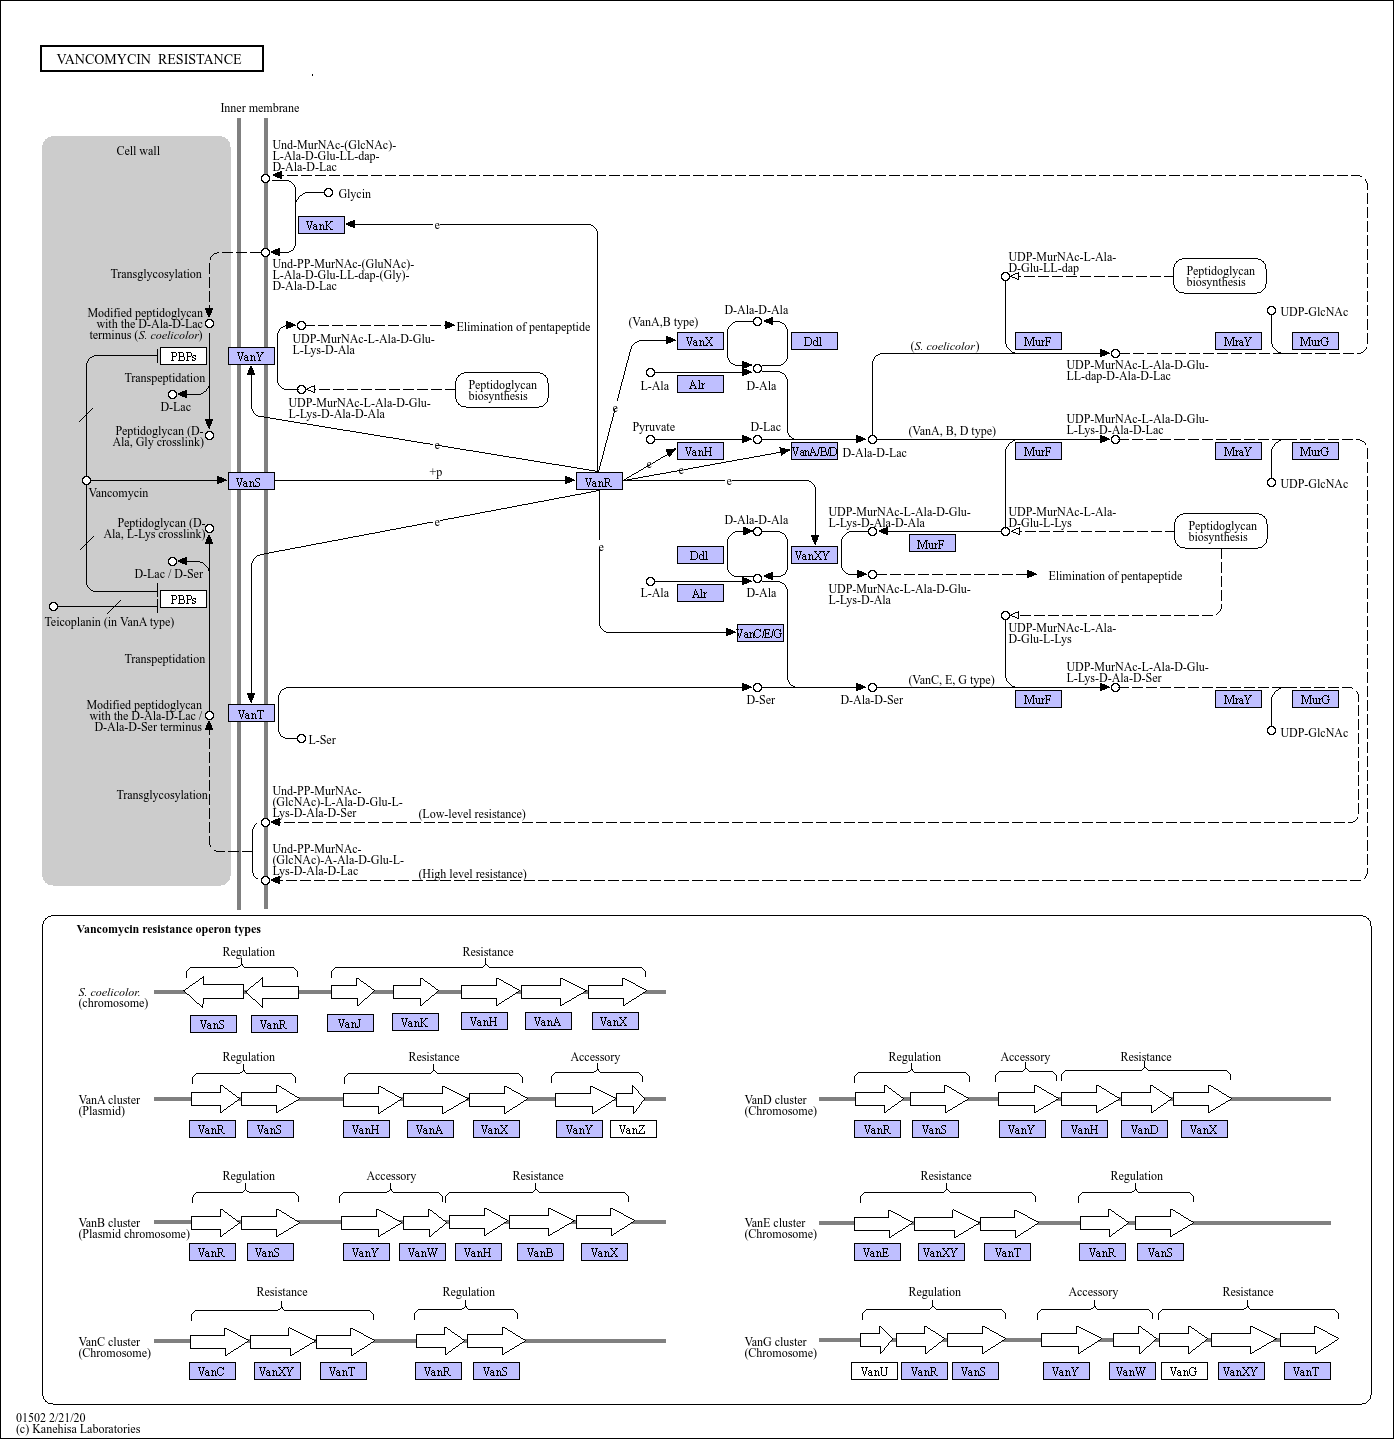 VANCOMYCIN RESISTANCE
Inner membrane
Cell wall
Und-MurNAc-(GlcNAc)-
L-Ala-D-Glu-LL-dap-
D-Ala-D-Lac
Glycin
VanK
e
Transglycosylation
Und-PP-MurNAc-(GluNAc)-
L-Ala-D-Glu-LL-dap-(Gly)-
D-Ala-D-Lac
UDP-MurNAc-L-Ala-
D-Glu-LL-dap
Peptidoglycan
biosynthesis
Modified peptidoglycan
with the D-Ala-D-Lac
terminus (S. coelicolor)
UDP-MurNAc-L-Ala-D-Glu-
L-Lys-D-Ala
Elimination of pentapeptide
(VanA,B type)
D-Ala-D-Ala
VanX
Ddl
(S. coelicolor)
UDP-GlcNAc
MurF
MraY
MurG
PBPs
VanY
Transpeptidation
D-Lac
UDP-MurNAc-L-Ala-D-Glu-
L-Lys-D-Ala-D-Ala
Peptidoglycan
biosynthesis
L-Ala
Alr
D-Ala
UDP-MurNAc-L-Ala-D-Glu-
LL-dap-D-Ala-D-Lac
e
Peptidoglycan (D-
Ala, Gly crosslink)
e
Pyruvate
D-Lac
(VanA, B, D type)
UDP-MurNAc-L-Ala-D-Glu-
L-Lys-D-Ala-D-Lac
VanH
VanA/B/D
D-Ala-D-Lac
MurF
MraY
MurG
e
e
Vancomycin
VanS
+p
VanR
e
UDP-GlcNAc
Peptidoglycan (D-
Ala, L-Lys crosslink)
e
D-Ala-D-Ala
UDP-MurNAc-L-Ala-D-Glu-
L-Lys-D-Ala-D-Ala
UDP-MurNAc-L-Ala-
D-Glu-L-Lys
Peptidoglycan
biosynthesis
MurF
e
Ddl
VanXY
D-Lac / D-Ser
Elimination of pentapeptide
L-Ala
Alr
D-Ala
UDP-MurNAc-L-Ala-D-Glu-
L-Lys-D-Ala
PBPs
Teicoplanin (in VanA type)
VanC/E/G
UDP-MurNAc-L-Ala-
D-Glu-L-Lys
Transpeptidation
(VanC, E, G type)
UDP-MurNAc-L-Ala-D-Glu-
L-Lys-D-Ala-D-Ser
D-Ser
D-Ala-D-Ser
MurF
MraY
MurG
Modified peptidoglycan
with the D-Ala-D-Lac /
D-Ala-D-Ser terminus
VanT
L-Ser
UDP-GlcNAc
Transglycosylation
Und-PP-MurNAc-
(GlcNAc)-L-Ala-D-Glu-L-
Lys-D-Ala-D-Ser
(Low-level resistance)
Und-PP-MurNAc-
(GlcNAc)-A-Ala-D-Glu-L-
Lys-D-Ala-D-Lac
(High level resistance)
Vancomycin resistance operon types
Regulation Resistance
S. coelicolor.
(chromosome)
VanS VanR VanJ VanK VanH VanA VanX
Regulation Resistance Accessory
VanA cluster
(Plasmid)
VanR VanS VanH VanA VanX VanY VanZ
Regulation Accessory Resistance
VanD cluster
(Chromosome)
VanR VanS VanY VanH VanD VanX
Regulation Accessory Resistance
VanB cluster
(Plasmid chromosome)
VanR VanS VanY VanW VanH VanB VanX
Resistance Regulation
VanE cluster
(Chromosome)
VanE VanXY VanT VanR VanS
Resistance Regulation
VanC cluster
(Chromosome)
VanC VanXY VanT VanR VanS
Regulation Accessory Resistance
VanG cluster
(Chromosome)
VanU VanR VanS VanY VanW VanG VanXY VanT
01502 2/21/20
(c) Kanehisa Laboratories